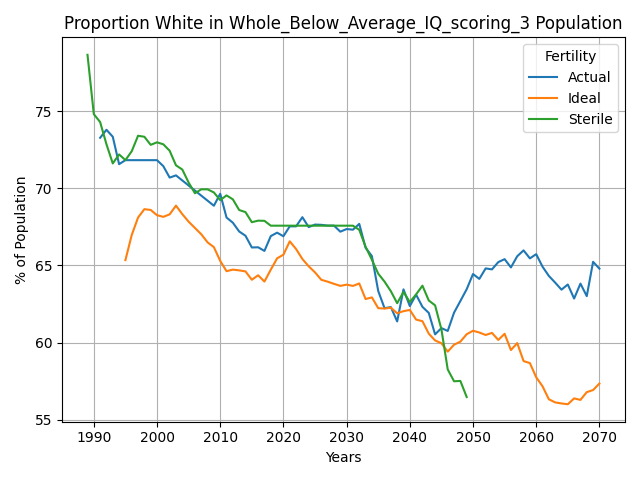 Proportion White in Whole_Below_Average_IQ_scoring_3 Population
Fertility
Actual
Ideal
Sterile
% of Population
75
70
65
60
55
1990
2000
2010
2020
2030
2040
2050
2060
2070
Years